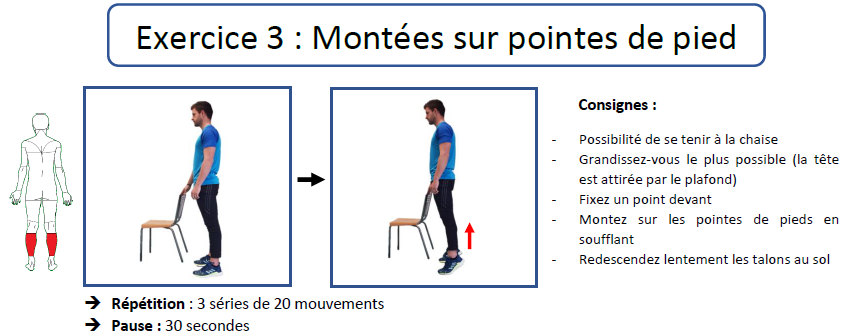 Exercice 3 : Montées sur pointes de pied
Consignes :
- Possibilité de se tenir à la chaise
- Grandissez-vous le plus possible (la tête
est attirée par le plafond)
- Fixez un point devant
- Montez sur les pointes de pieds en
soufflant
- Redescendez lentement les talons au sol
➔ Répétition : 3 séries de 20 mouvements
➔ Pause : 30 secondes